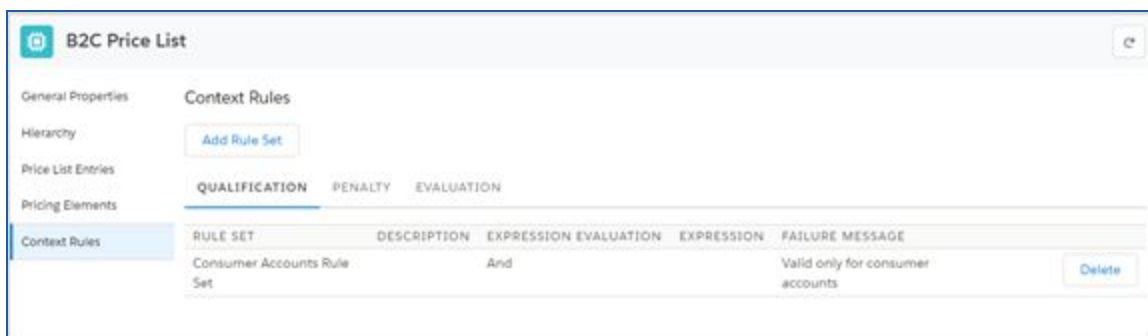 B2C Price List
General Properties
Hierarchy
Price List Entries
Pricing Elements
Context Rules
Context Rules
Add Rule Set
QUALIFICATION PENALTY EVALUATION
RULE SET DESCRIPTION EXPRESSION EVALUATION EXPRESSION FAILURE MESSAGE
Consumer Accounts Rule And Valid only for consumer Delete
Set accounts